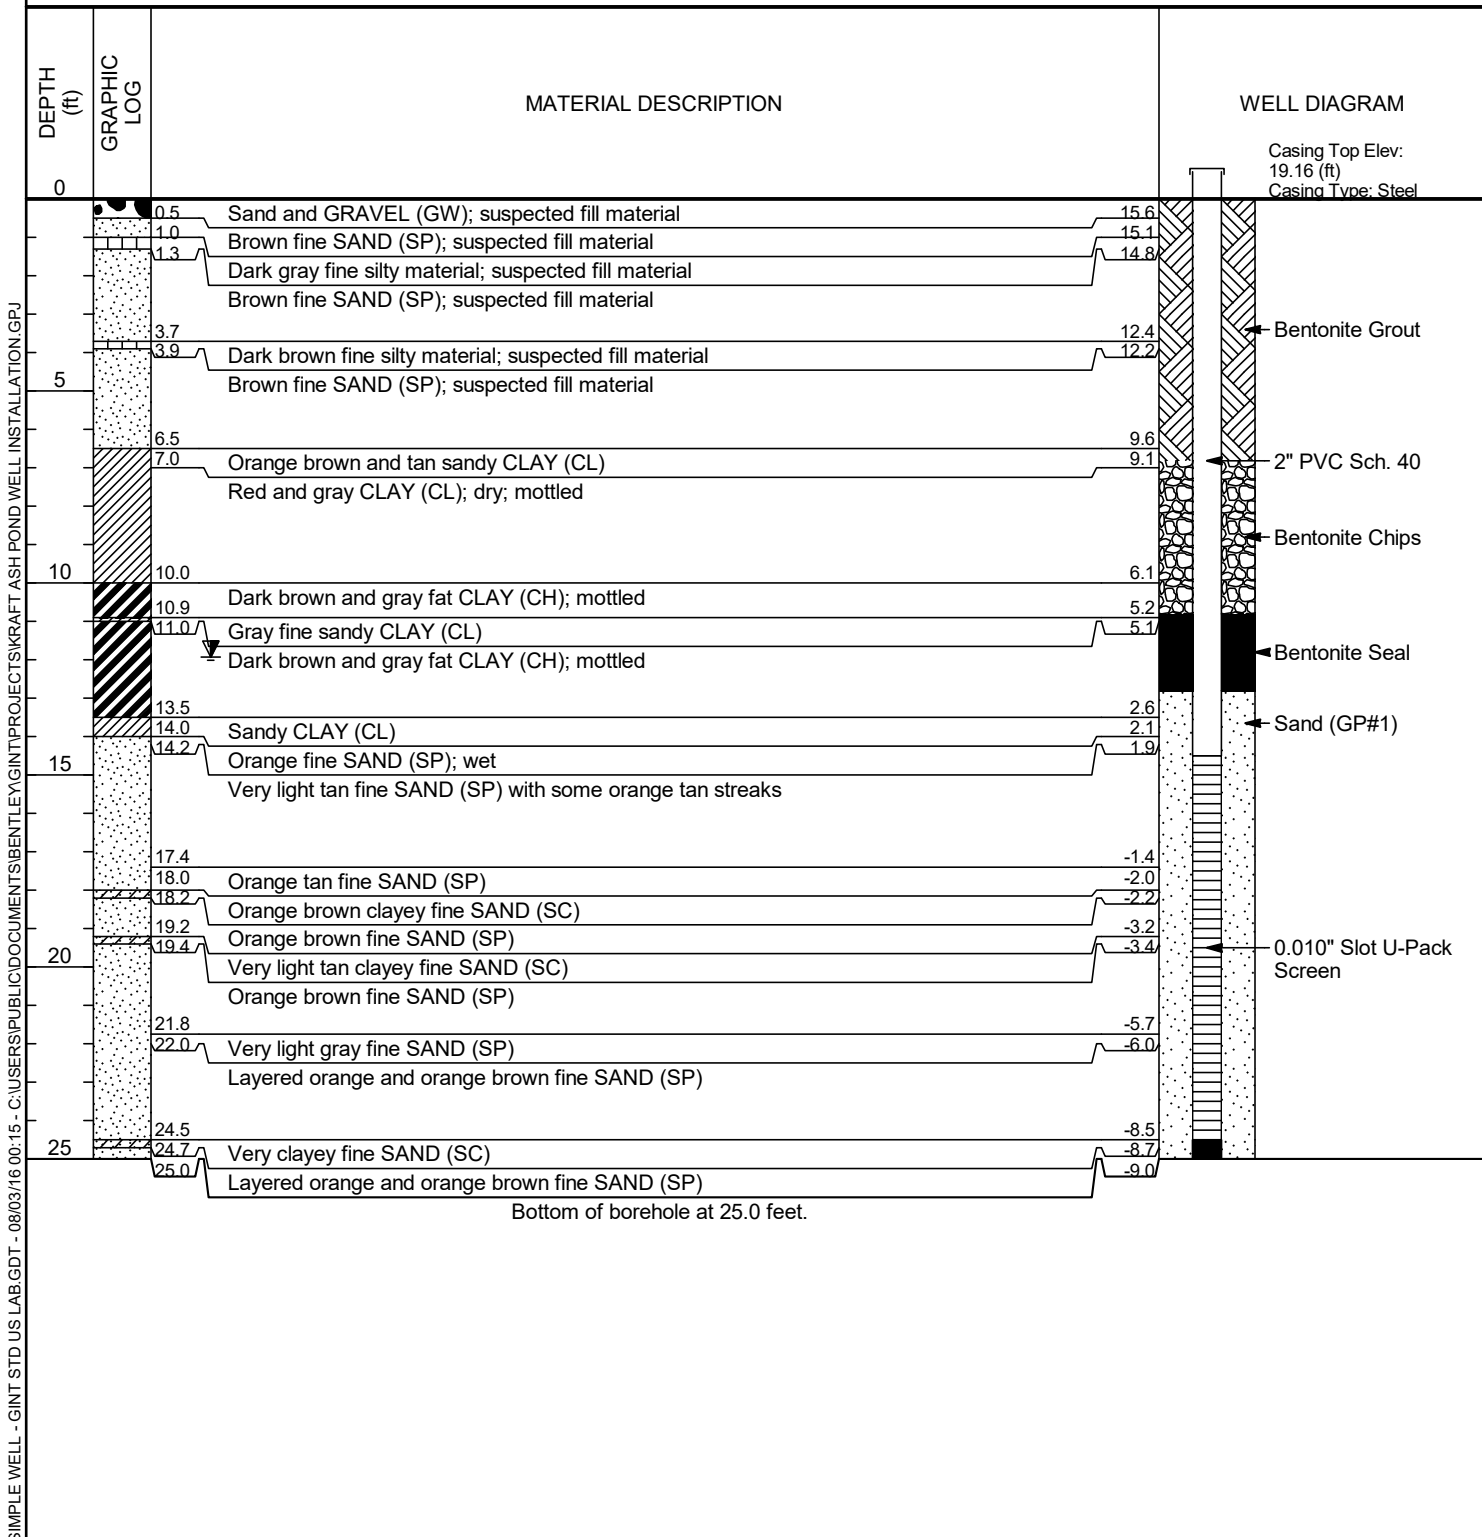 DEPTH
(ft)
GRAPHIC
LOG
MATERIAL DESCRIPTION
WELL DIAGRAM
Casing Top Elev:
19.16 (ft)
Casing Type: Steel
0
0.5 Sand and GRAVEL (GW); suspected fill material 15.6
1.0 15.1
Brown fine SAND (SP); suspected fill material
1.3 14.8
Dark gray fine silty material; suspected fill material
Brown fine SAND (SP); suspected fill material
Bentonite Grout
3.7 12.4
3.9 Dark brown fine silty material; suspected fill material 12.2
5 Brown fine SAND (SP); suspected fill material
6.5 9.6
7.0 Orange brown and tan sandy CLAY (CL) 9.1 2" PVC Sch. 40
Red and gray CLAY (CL); dry; mottled
Bentonite Chips
10 10.0 6.1
Dark brown and gray fat CLAY (CH); mottled
10.9 5.2
11.0 Gray fine sandy CLAY (CL) 5.1
Dark brown and gray fat CLAY (CH); mottled Bentonite Seal
13.5 2.6
14.0 Sandy CLAY (CL) 2.1 Sand (GP#1)
14.2 1.9
15 Orange fine SAND (SP); wet
Very light tan fine SAND (SP) with some orange tan streaks
17.4 -1.4
18.0 Orange tan fine SAND (SP) -2.0
18.2 -2.2
Orange brown clayey fine SAND (SC)
19.2 -3.2
Orange brown fine SAND (SP)
19.4 -3.4 0.010" Slot U-Pack
Screen
20 Very light tan clayey fine SAND (SC)
Orange brown fine SAND (SP)
21.8 -5.7
22.0 Very light gray fine SAND (SP) -6.0
Layered orange and orange brown fine SAND (SP)
24.5 -8.5
25 24.7 Very clayey fine SAND (SC) -8.7
25.0 -9.0
Layered orange and orange brown fine SAND (SP)
Bottom of borehole at 25.0 feet.
SIMPLE WELL - GINT STD US LAB.GDT - 08/03/16 00:15 - C:\USERS\PUBLIC\DOCUMENTS\BENTLEY\GINT\PROJECTS\KRAFT ASH POND WELL INSTALLATION.GPJ